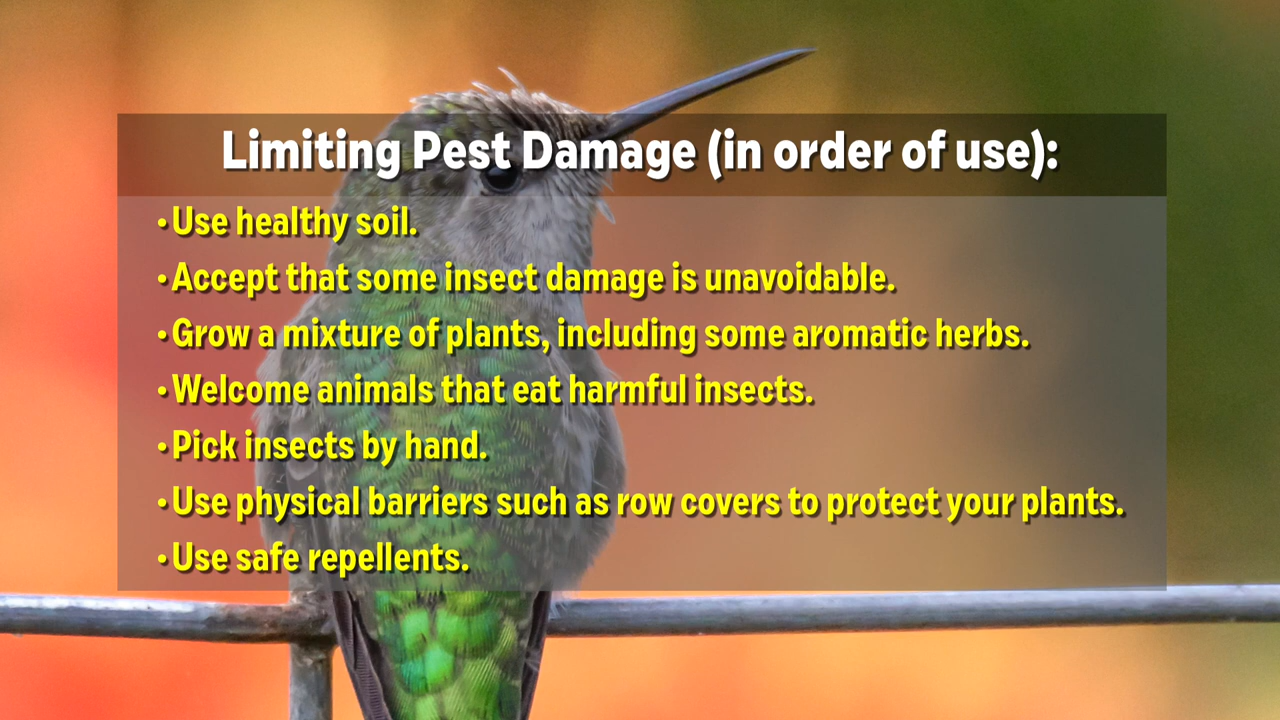 Limiting Pest Damage (in order of use):
•Use healthy soil.
•Accept that some insect damage is unavoidable.
•Grow a mixture of plants, including some aromatic herbs.
•Welcome animals that eat harmful insects.
•Pick insects by hand.
•Use physical barriers such as row covers to protect your plants.
•Use safe repellents.